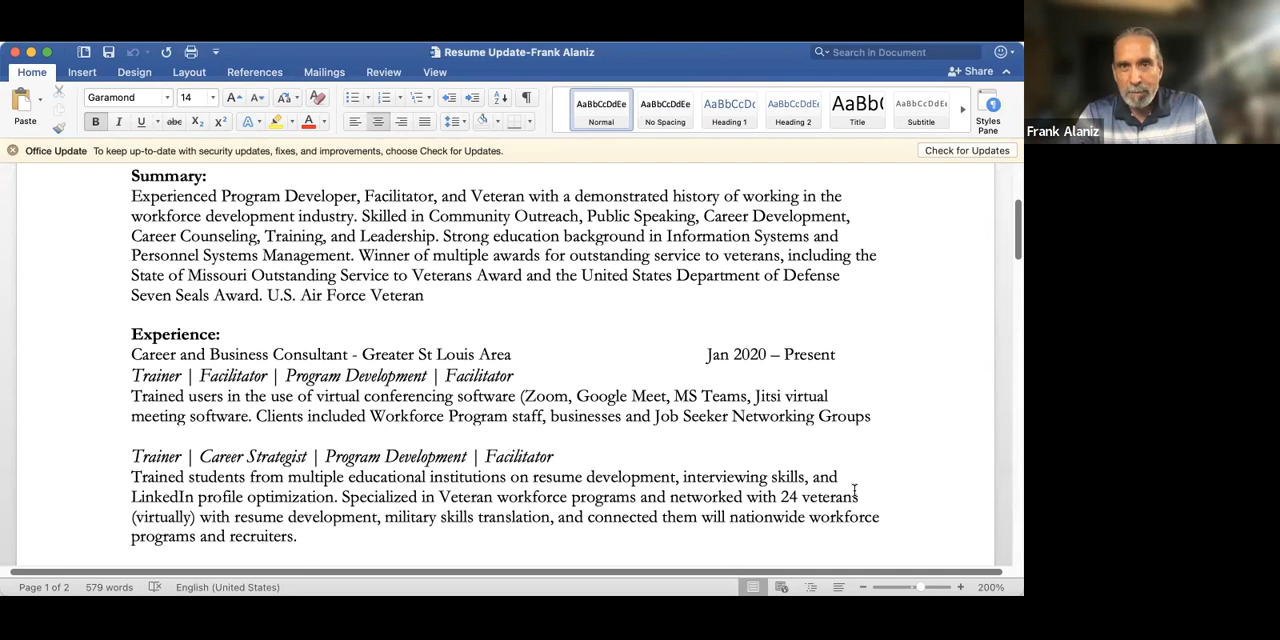 Resume Update-Frank Alaniz
Search in Document
Home Insert Design Layout References Mailings Review View
Share
Paste
Garamond 14
B I U abc X2 X2
AaBbCcDdEe AaBbCcDdEe AaBbCcDc AaBbCcDdEe AaBb( AaBbCcDdEe
Normal No Spacing Heading 1 Heading 2 Title Subtitle
Styles
Pane
Office Update To keep up-to-date with security updates, fixes, and improvements, choose Check for Updates.
Check for Updates
Summary:
Experienced Program Developer, Facilitator, and Veteran with a demonstrated history of working in the
workforce development industry. Skilled in Community Outreach, Public Speaking, Career Development,
Career Counseling, Training, and Leadership. Strong education background in Information Systems and
Personnel Systems Management. Winner of multiple awards for outstanding service to veterans, including the
State of Missouri Outstanding Service to Veterans Award and the United States Department of Defense
Seven Seals Award. U.S. Air Force Veteran
Experience:
Career and Business Consultant - Greater St Louis Area Jan 2020 – Present
Trainer | Facilitator | Program Development | Facilitator
Trained users in the use of virtual conferencing software (Zoom, Google Meet, MS Teams, Jitsi virtual
meeting software. Clients included Workforce Program staff, businesses and Job Seeker Networking Groups
Trainer | Career Strategist | Program Development | Facilitator
Trained students from multiple educational institutions on resume development, interviewing skills, and
LinkedIn profile optimization. Specialized in Veteran workforce programs and networked with 24 veterans
(virtually) with resume development, military skills translation, and connected them will nationwide workforce
programs and recruiters.
Page 1 of 2 579 words English (United States) 200%
Frank Alaniz